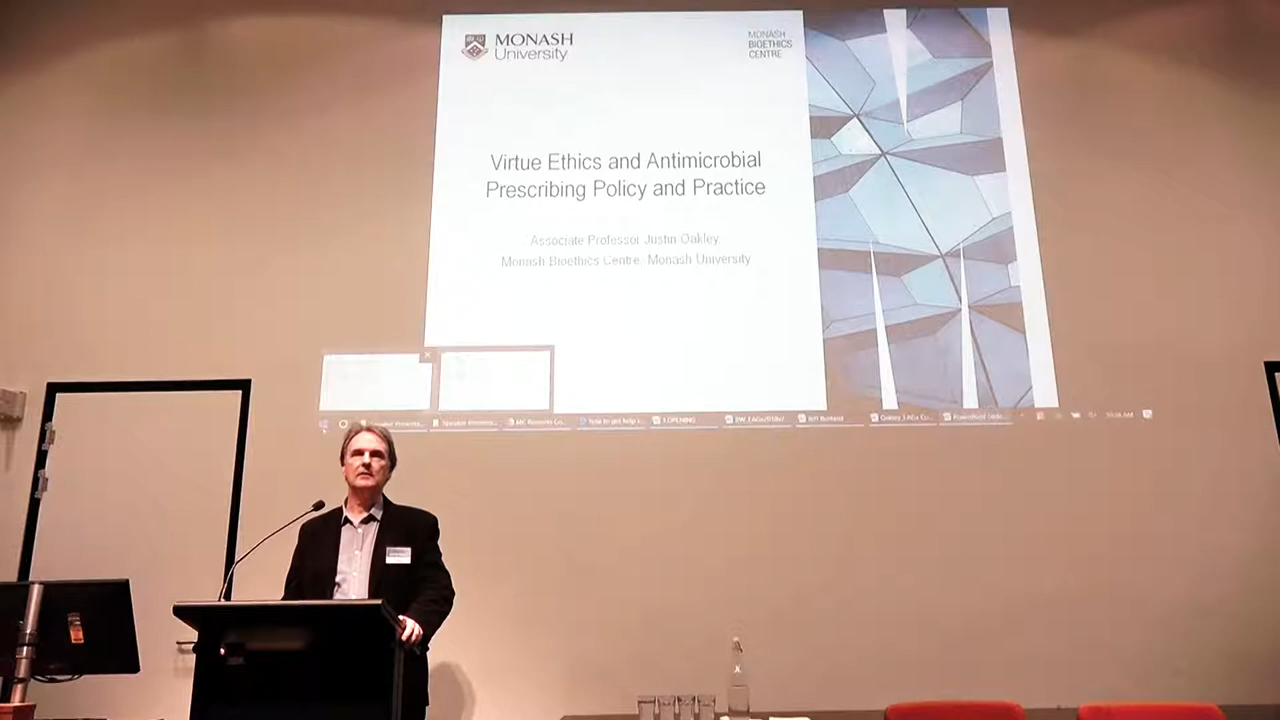 MONASH
University
MONASH
BIOETHICS
CENTRE
Virtue Ethics and Antimicrobial
Prescribing Policy and Practice
Associate Professor Justin Oakley
Monash Bioethics Centre, Monash University